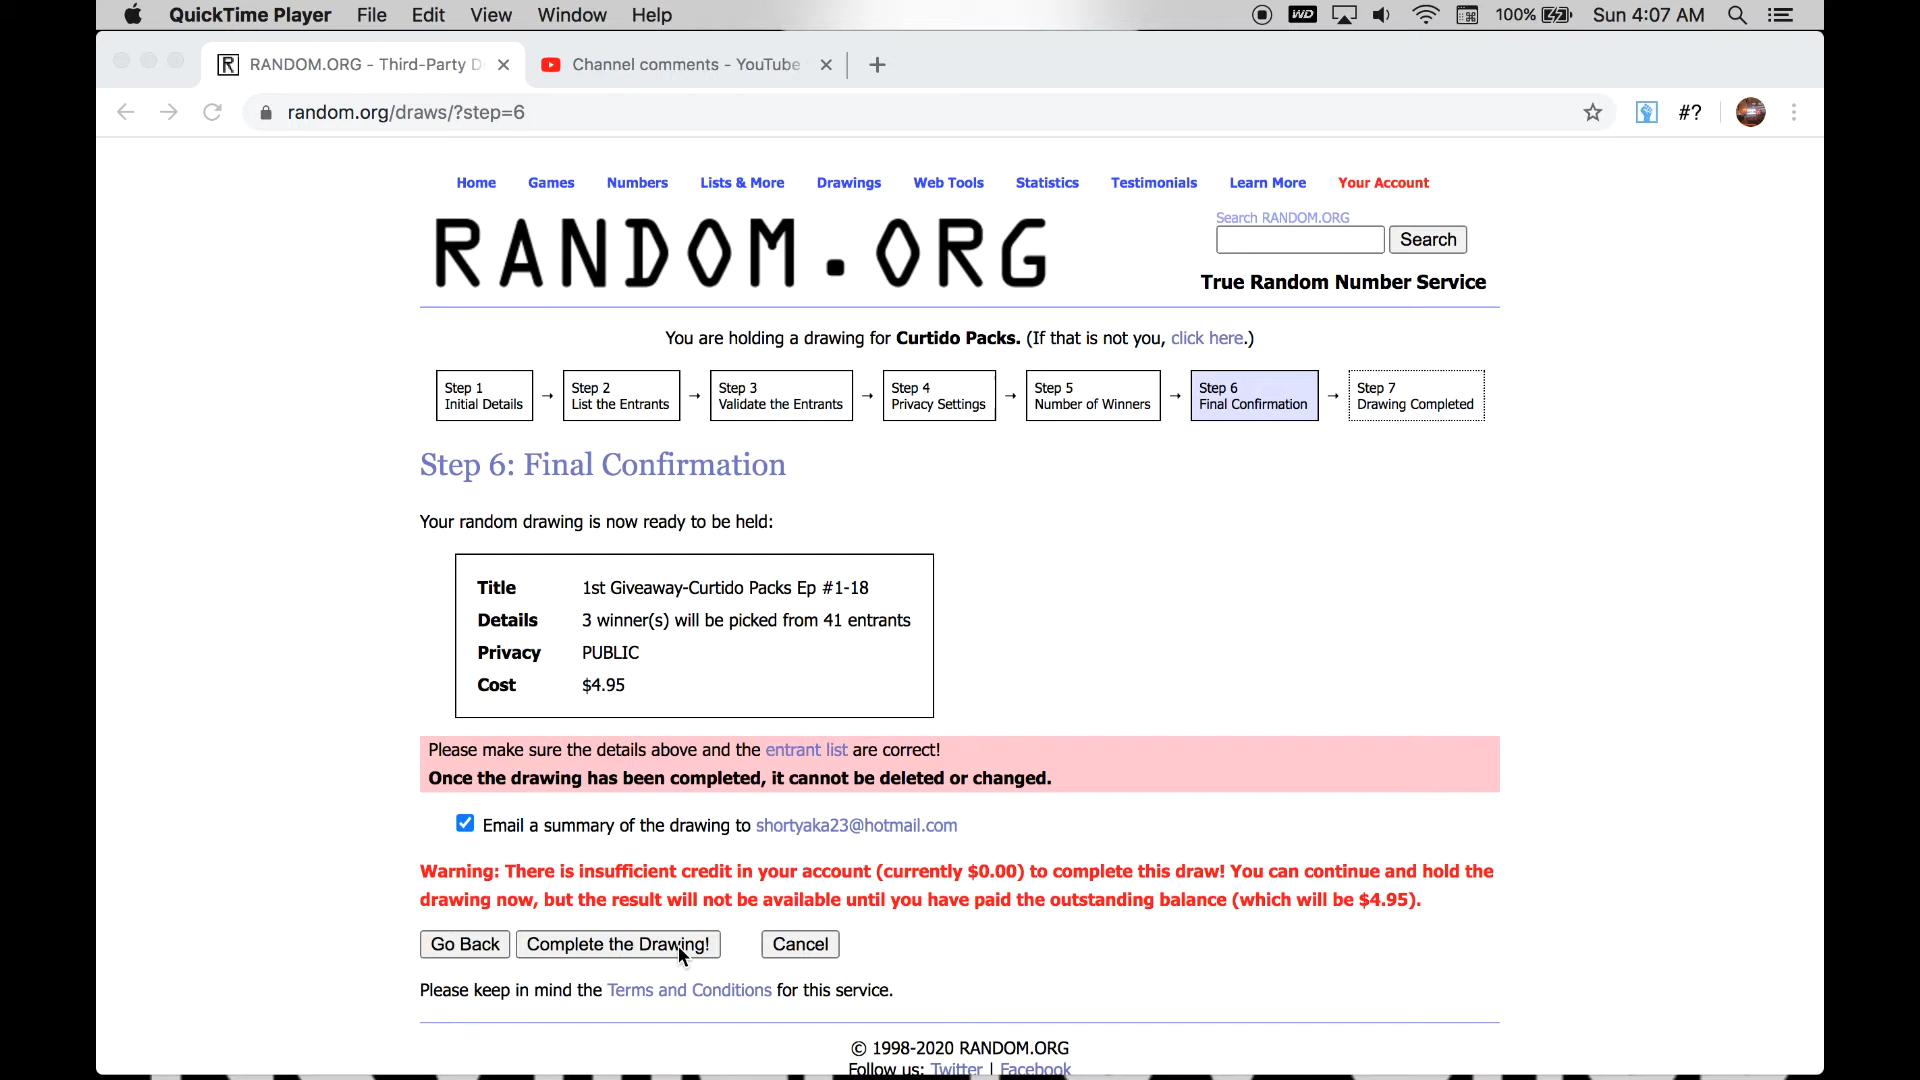 QuickTime Player File Edit View Window Help WD 100% Sun 4:07 AM
RANDOM.ORG - Third-Party D Channel comments - YouTube
random.org/draws/?step=6 #?
Home Games Numbers Lists & More Drawings Web Tools Statistics Testimonials Learn More Your Account
RANDOM.ORG
Search RANDOM.ORG
Search
True Random Number Service
You are holding a drawing for Curtido Packs. (If that is not you, click here.)
Step 1
Initial Details
→
Step 2
List the Entrants
→
Step 3
Validate the Entrants
→
Step 4
Privacy Settings
→
Step 5
Number of Winners
→
Step 6
Final Confirmation
→
Step 7
Drawing Completed
Step 6: Final Confirmation
Your random drawing is now ready to be held:
Title 1st Giveaway-Curtido Packs Ep #1-18
Details 3 winner(s) will be picked from 41 entrants
Privacy PUBLIC
Cost $4.95
Please make sure the details above and the entrant list are correct!
Once the drawing has been completed, it cannot be deleted or changed.
Email a summary of the drawing to shortyaka23@hotmail.com
Warning: There is insufficient credit in your account (currently $0.00) to complete this draw! You can continue and hold the
drawing now, but the result will not be available until you have paid the outstanding balance (which will be $4.95).
Go Back Complete the Drawing! Cancel
Please keep in mind the Terms and Conditions for this service.
© 1998-2020 RANDOM.ORG
Follow us: Twitter | Facebook